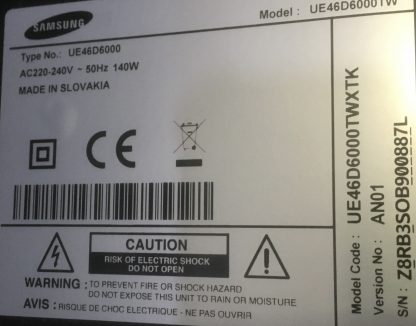 SAMSUNG
Model : UE46D6000TW
Type No.: UE46D6000
AC220-240V ~ 50Hz 140W
MADE IN SLOVAKIA
CE
CAUTION
RISK OF ELECTRIC SHOCK
DO NOT OPEN
WARNING : TO PREVENT FIRE OR SHOCK HAZARD
DO NOT EXPOSE THIS UNIT TO RAIN OR MOISTURE
AVIS : RISQUE DE CHOC ELECTRIQUE - NE PAS OUVRIR
Model Code : UE46D6000TWXTK
Version No : AN01
S/N : Z8RB3SOB900887L